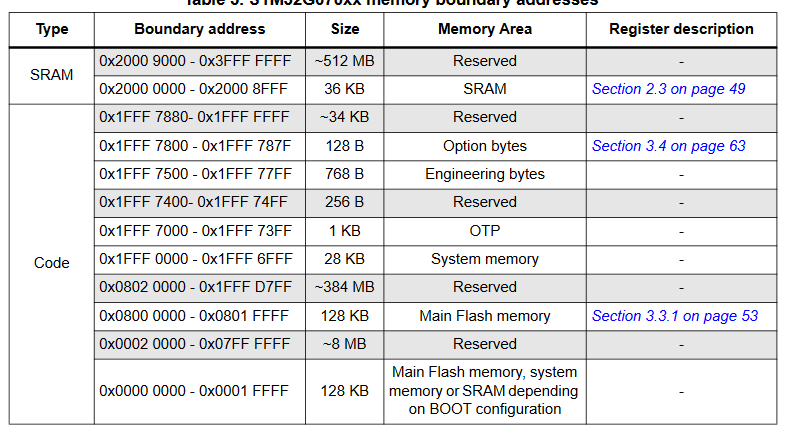 Table 5. STM32G070xx memory boundary addresses
Type Boundary address Size Memory Area Register description
SRAM
0x2000 9000 - 0x3FFF FFFF ~512 MB Reserved -
0x2000 0000 - 0x2000 8FFF 36 KB SRAM Section 2.3 on page 49
Code
0x1FFF 7880- 0x1FFF FFFF ~34 KB Reserved -
0x1FFF 7800 - 0x1FFF 787F 128 B Option bytes Section 3.4 on page 63
0x1FFF 7500 - 0x1FFF 77FF 768 B Engineering bytes -
0x1FFF 7400- 0x1FFF 74FF 256 B Reserved -
0x1FFF 7000 - 0x1FFF 73FF 1 KB OTP -
0x1FFF 0000 - 0x1FFF 6FFF 28 KB System memory -
0x0802 0000 - 0x1FFF D7FF ~384 MB Reserved -
0x0800 0000 - 0x0801 FFFF 128 KB Main Flash memory Section 3.3.1 on page 53
0x0002 0000 - 0x07FF FFFF ~8 MB Reserved -
0x0000 0000 - 0x0001 FFFF 128 KB Main Flash memory, system
memory or SRAM depending
on BOOT configuration -